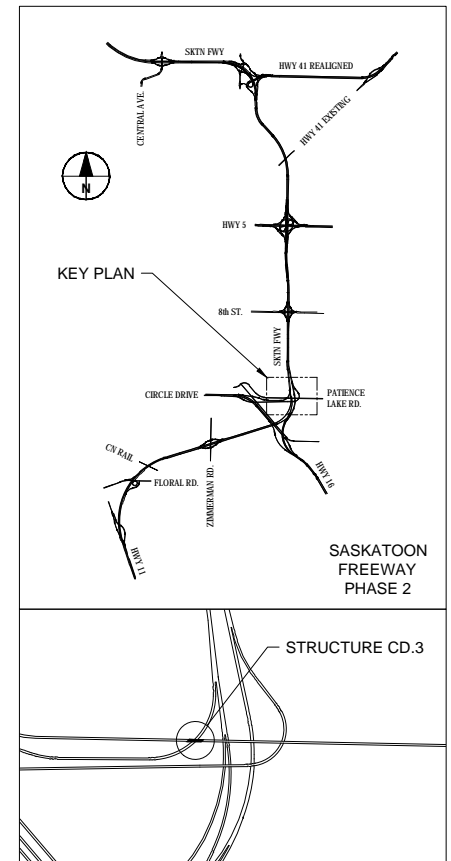 SKTN FWY
HWY 41 REALIGNED
CENTRAL AVE.
HWY 41 EXISTING
N
HWY 5
KEY PLAN
8th ST.
SKTN FWY
CIRCLE DRIVE
PATIENCE
LAKE RD.
CN RAIL
ZIMMERMAN RD.
FLORAL RD.
HWY 16
HWY 11
SASKATOON
FREEWAY
PHASE 2
STRUCTURE CD.3